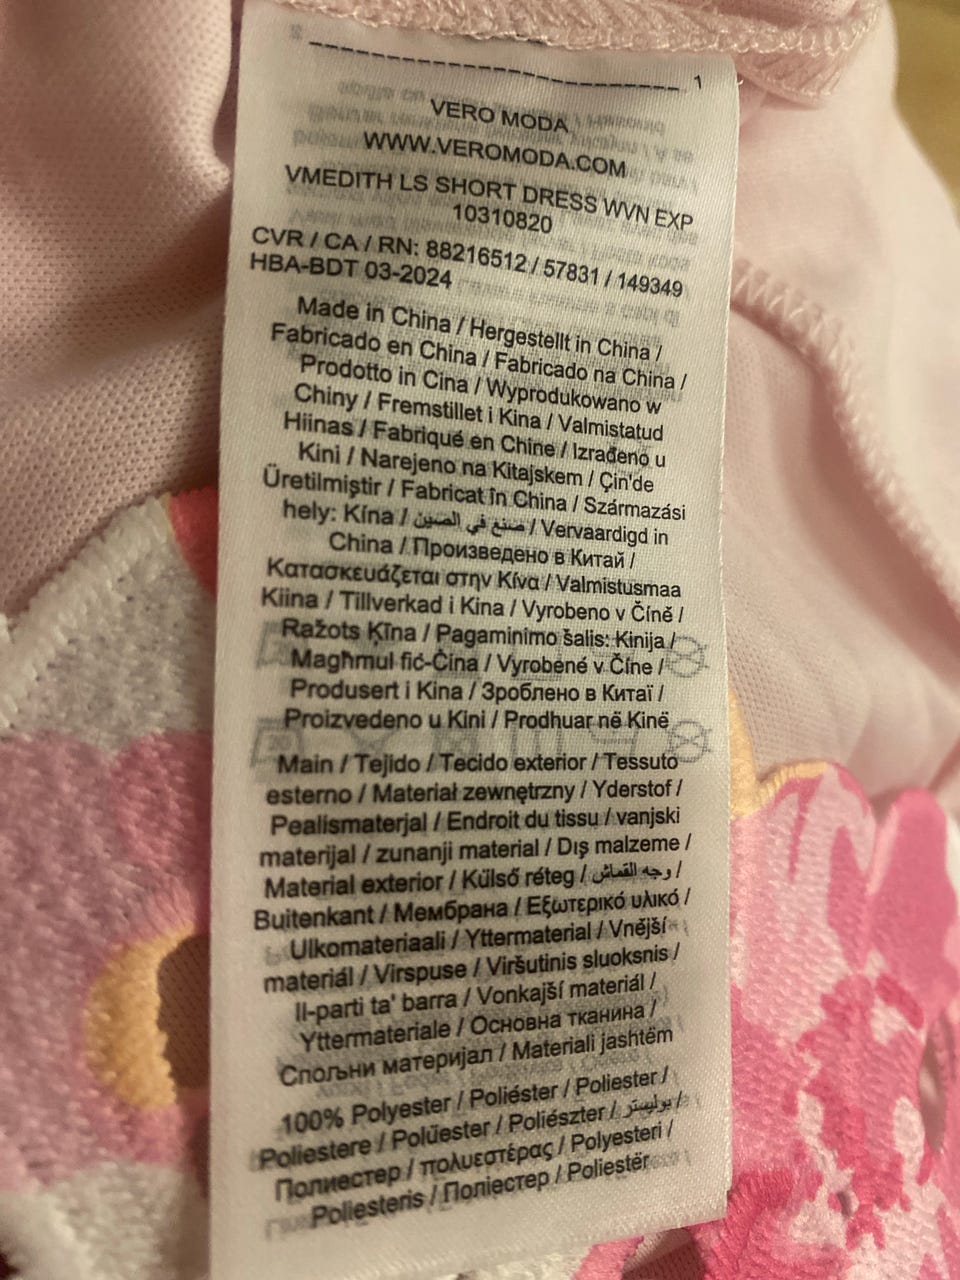 1
VERO MODA
WWW.VEROMODA.COM
VMEDITH LS SHORT DRESS WVN EXP
10310820
CVR / CA / RN: 88216512 / 57831 / 149349
HBA-BDT 03-2024
Made in China / Hergestellt in China /
Fabricado en China / Fabricado na China /
Prodotto in Cina / Wyprodukowano w
Chiny / Fremstillet i Kina / Valmistatud
Hiinas / Fabriqué en Chine / Izrađeno u
Kini / Narejeno na Kitajskem / Çin'de
Üretilmiştir / Fabricat în China / Származási
hely: Kína / صنع في الصين / Vervaardigd in
China / Произведено в Китай /
Κατασκευάζεται στην Κίνα / Valmistusmaa
Kiina / Tillverkad i Kina / Vyrobeno v Číně /
Ražots Ķīna / Pagaminimo šalis: Kinija /
Magħmul fić-Ċina / Vyrobené v Číne /
Produsert i Kina / Зроблено в Китаї /
Proizvedeno u Kini / Prodhuar në Kinë
Main / Tejido / Tecido exterior / Tessuto
esterno / Materiał zewnętrzny / Yderstof /
Pealismaterjal / Endroit du tissu / vanjski
materijal / zunanji material / Dış malzeme /
Material exterior / Külső réteg / وجه القماش /
Buitenkant / Мембрана / Εξωτερικό υλικό /
Ulkomateriaali / Yttermaterial / Vnější
materiál / Virspuse / Viršutinis sluoksnis /
Il-parti ta' barra / Vonkajší materiál /
Yttermateriale / Основна тканина /
Спољни материјал / Materiali jashtëm
100% Polyester / Poliéster / Poliester /
Poliestere / Polüester / Poliészter / بوليستر /
Полиестер / πολυεστέρας / Polyesteri /
Poliesteris / Поліестер / Poliestër